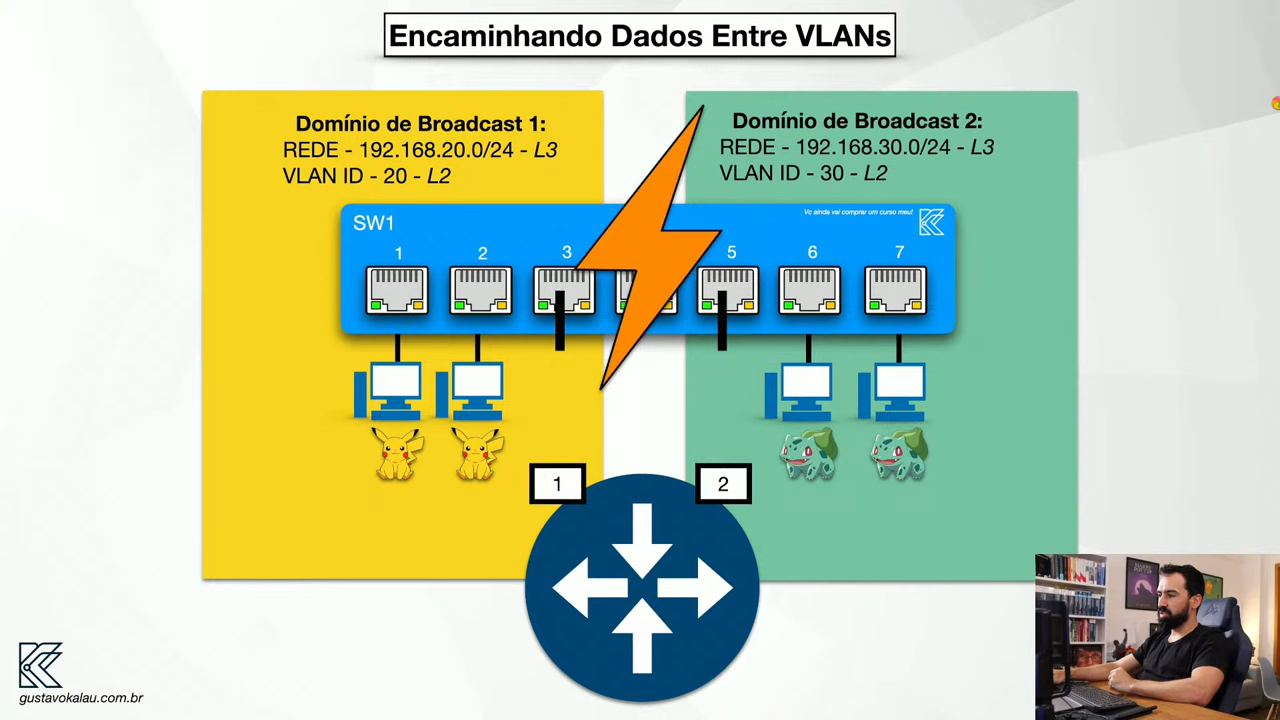 Encaminhando Dados Entre VLANs
Domínio de Broadcast 1:
REDE - 192.168.20.0/24 - L3
VLAN ID - 20 - L2
Domínio de Broadcast 2:
REDE - 192.168.30.0/24 - L3
VLAN ID - 30 - L2
SW1
Vc ainda vai comprar um curso meu!
1 2 3 5 6 7
1 2
gustavokalau.com.br